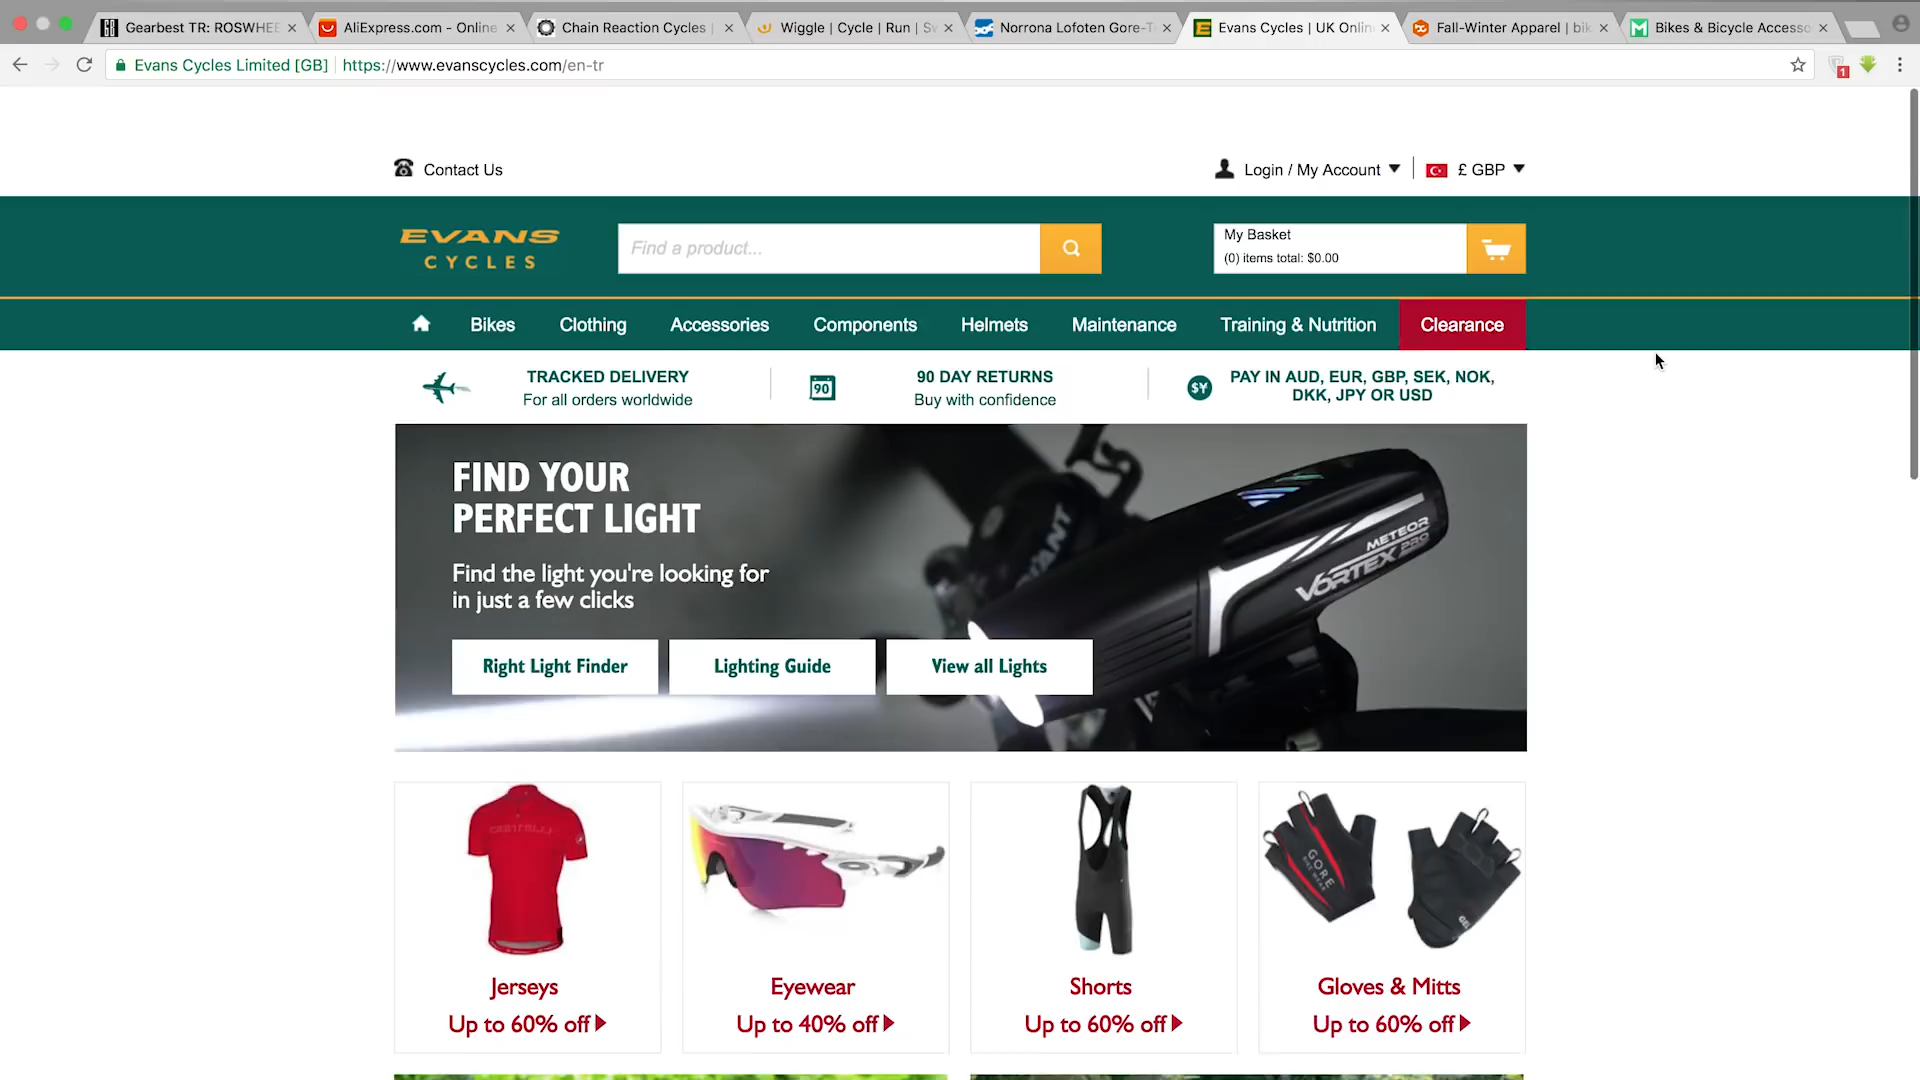 Gearbest TR: ROSWHEE
AliExpress.com - Online
Chain Reaction Cycles |
Wiggle | Cycle | Run | Sv
Norrona Lofoten Gore-T
Evans Cycles | UK Onlin
Fall-Winter Apparel | bik
Bikes & Bicycle Accesso
Evans Cycles Limited [GB] https://www.evanscycles.com/en-tr
1
Contact Us
Login / My Account
£ GBP
EVANS
CYCLES
Find a product...
My Basket
(0) items total: $0.00
Bikes Clothing Accessories Components Helmets Maintenance Training & Nutrition Clearance
TRACKED DELIVERY
For all orders worldwide
90
90 DAY RETURNS
Buy with confidence
$¥
PAY IN AUD, EUR, GBP, SEK, NOK,
DKK, JPY OR USD
FIND YOUR
PERFECT LIGHT
Find the light you're looking for
in just a few clicks
Right Light Finder
Lighting Guide
View all Lights
METEOR
VORTEX PRO
Jerseys
Up to 60% off
Eyewear
Up to 40% off
Shorts
Up to 60% off
GORE
Gloves & Mitts
Up to 60% off